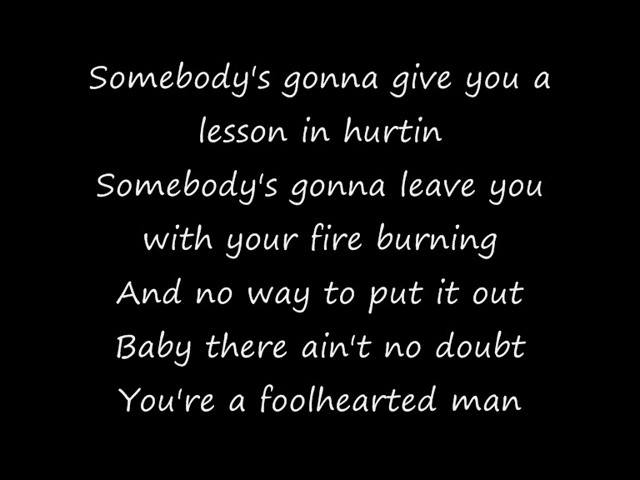 Somebody's gonna give you a
lesson in hurtin
Somebody's gonna leave you
with your fire burning
And no way to put it out
Baby there ain't no doubt
You're a foolhearted man